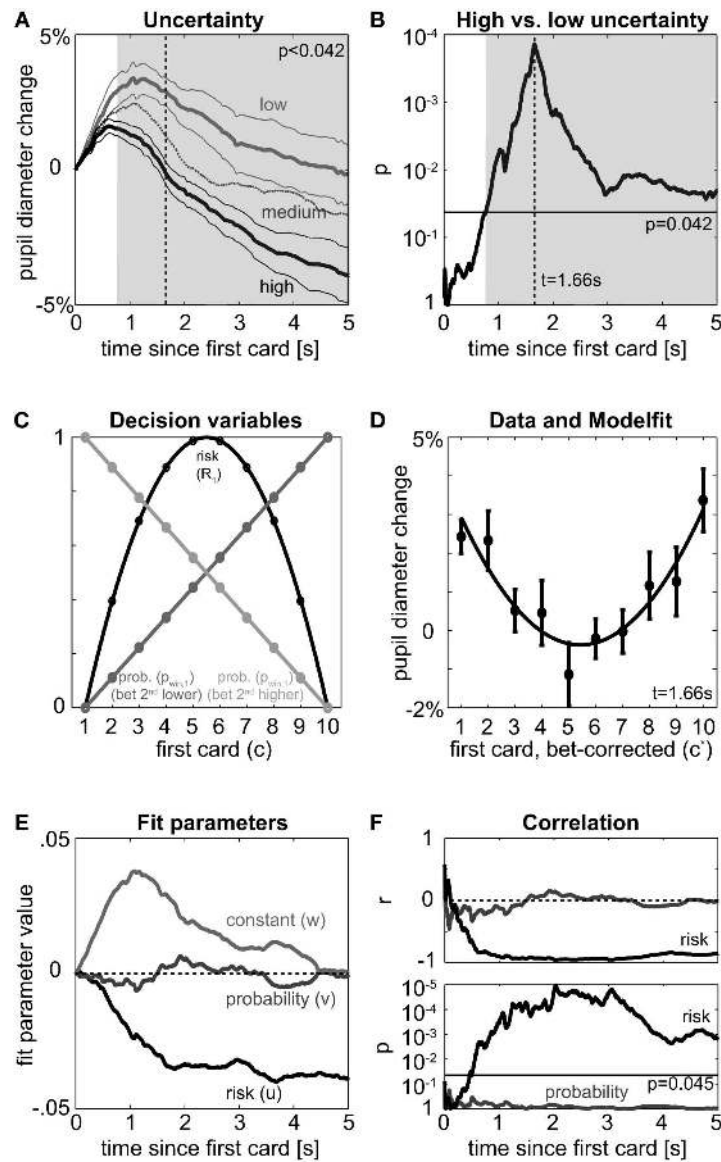 A Uncertainty
5%
p<0.042
low
medium
high
0
-5%
pupil diameter change
0 1 2 3 4 5
time since first card [s]
B High vs. low uncertainty
10-4
10-3
10-2
10-1
1
p
p=0.042
t=1.66s
0 1 2 3 4 5
time since first card [s]
C Decision variables
1
risk
(R1)
prob. (pwin,1)
(bet 2nd lower)
prob. (pwin,1)
(bet 2nd higher)
0
1 2 3 4 5 6 7 8 9 10
first card (c)
D Data and Modelfit
5%
0
-2%
pupil diameter change
t=1.66s
1 2 3 4 5 6 7 8 9 10
first card, bet-corrected (c*)
E Fit parameters
.05
0
-.05
fit parameter value
constant (w)
probability (v)
risk (u)
0 1 2 3 4 5
time since first card [s]
F Correlation
1
0
-1
r
risk
10-5
10-4
10-3
10-2
10-1
1
p
risk
p=0.045
probability
0 1 2 3 4 5
time since first card [s]